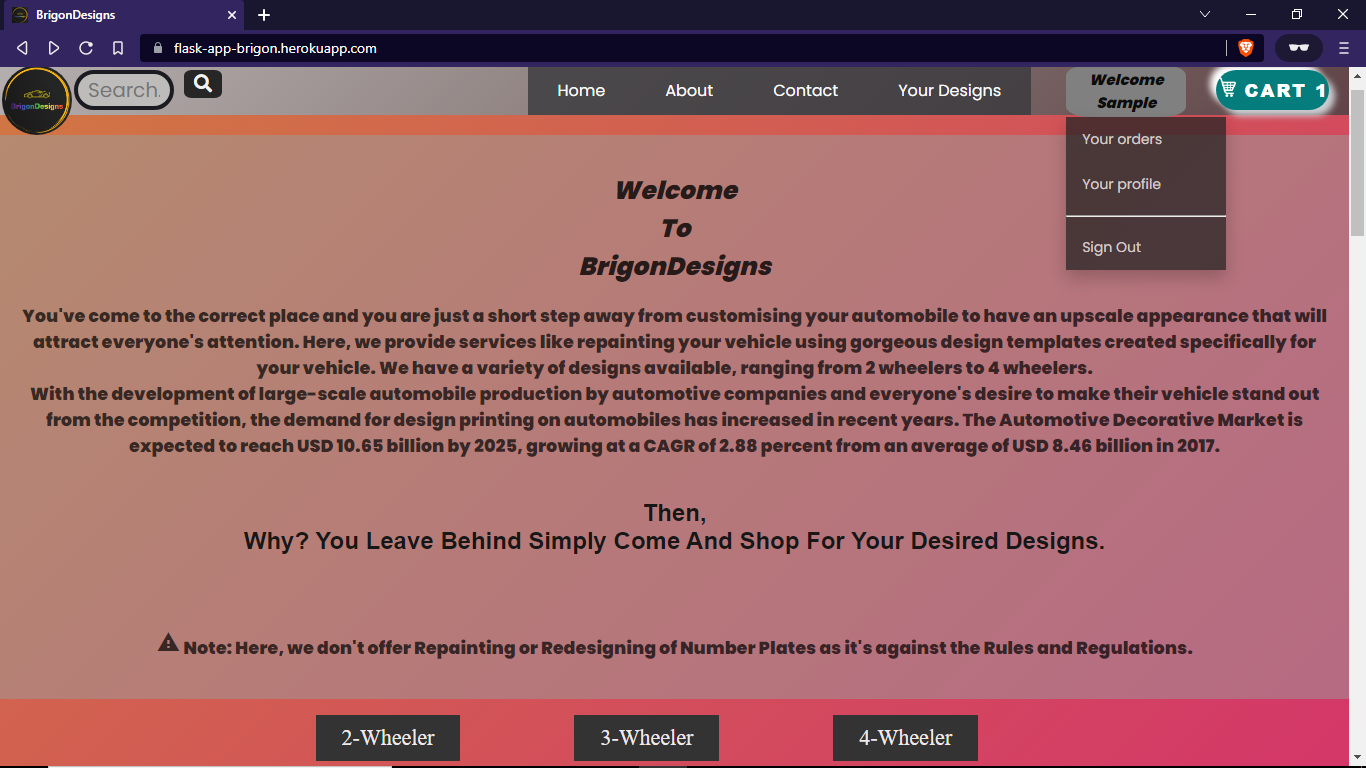 BrigonDesigns
flask-app-brigon.herokuapp.com
BrigonDesigns
Search.
Home
About
Contact
Your Designs
Welcome
Sample
CART 1
Your orders
Your profile
Sign Out
Welcome
To
BrigonDesigns
You've come to the correct place and you are just a short step away from customising your automobile to have an upscale appearance that will
attract everyone's attention. Here, we provide services like repainting your vehicle using gorgeous design templates created specifically for
your vehicle. We have a variety of designs available, ranging from 2 wheelers to 4 wheelers.
With the development of large-scale automobile production by automotive companies and everyone's desire to make their vehicle stand out
from the competition, the demand for design printing on automobiles has increased in recent years. The Automotive Decorative Market is
expected to reach USD 10.65 billion by 2025, growing at a CAGR of 2.88 percent from an average of USD 8.46 billion in 2017.
Then,
Why? You Leave Behind Simply Come And Shop For Your Desired Designs.
Note: Here, we don't offer Repainting or Redesigning of Number Plates as it's against the Rules and Regulations.
2-Wheeler
3-Wheeler
4-Wheeler